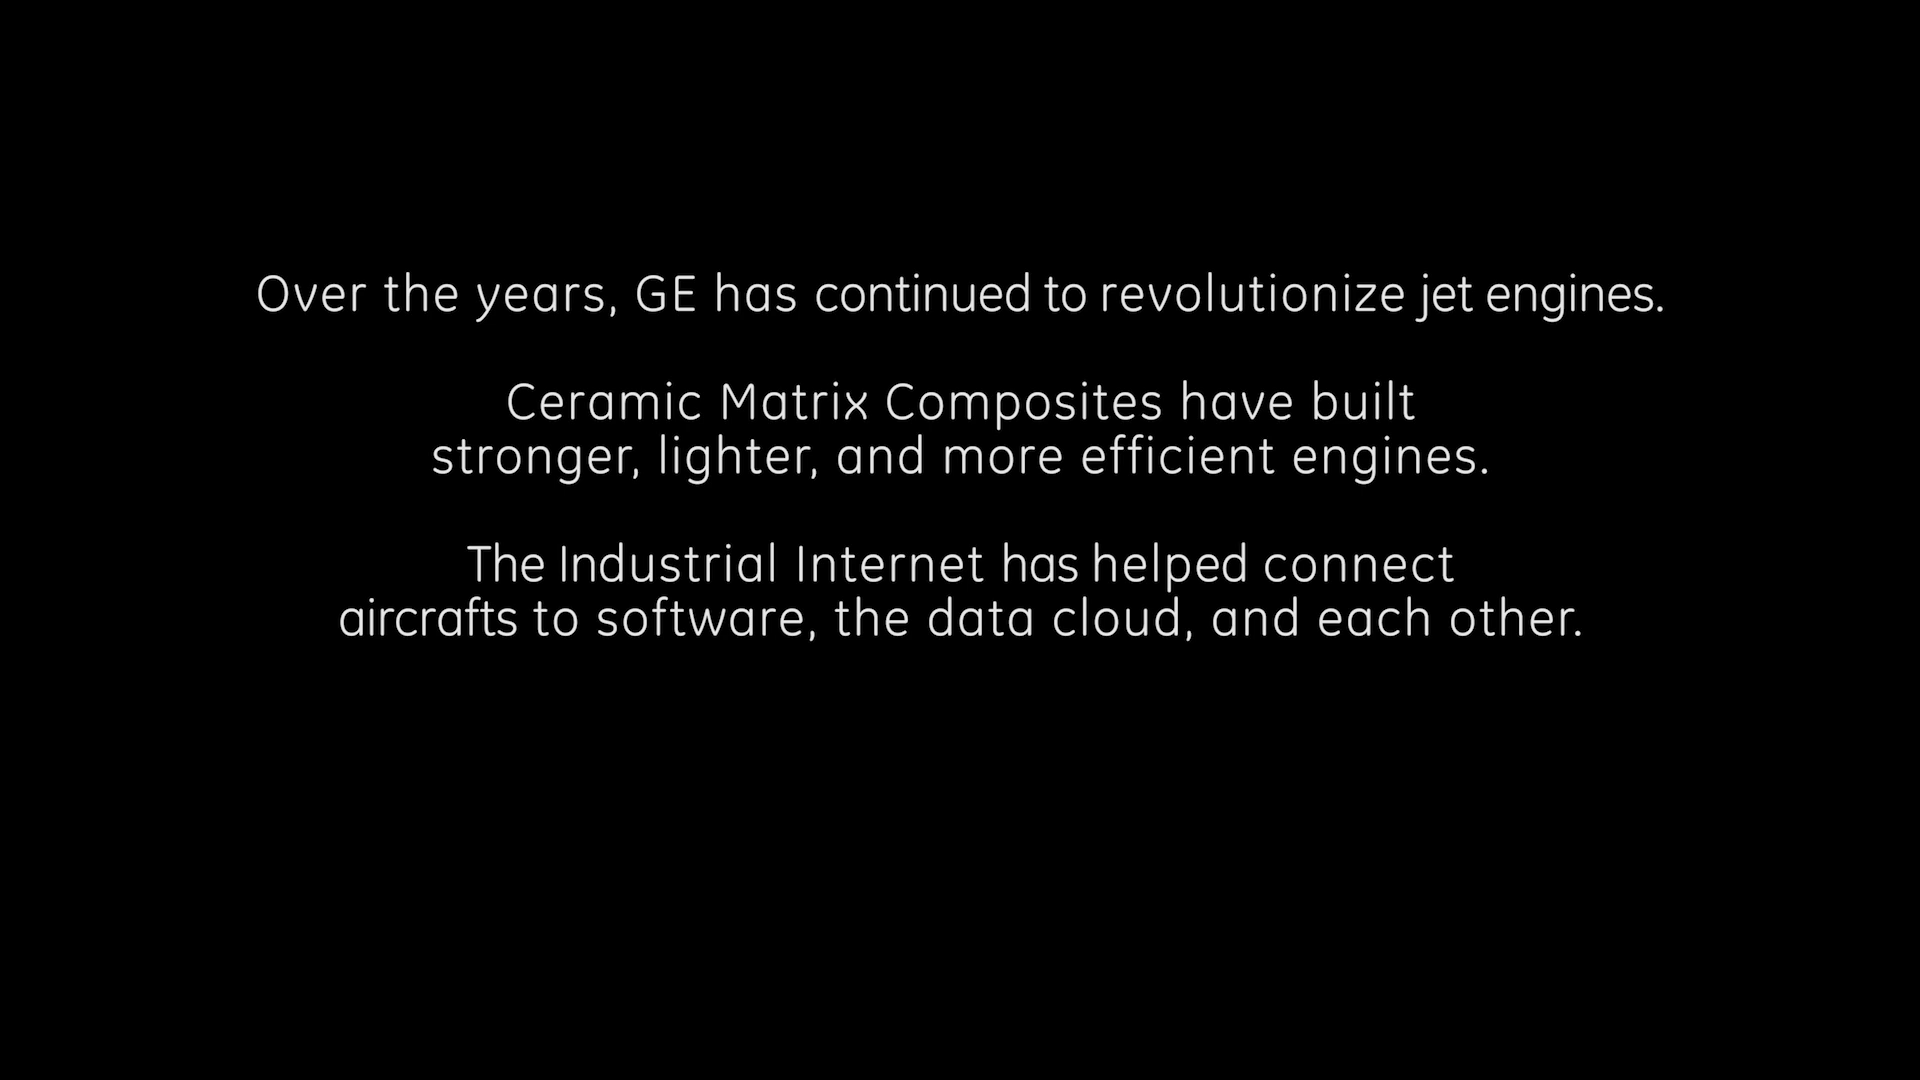 Over the years, GE has continued to revolutionize jet engines.
Ceramic Matrix Composites have built
stronger, lighter, and more efficient engines.
The Industrial Internet has helped connect
aircrafts to software, the data cloud, and each other.